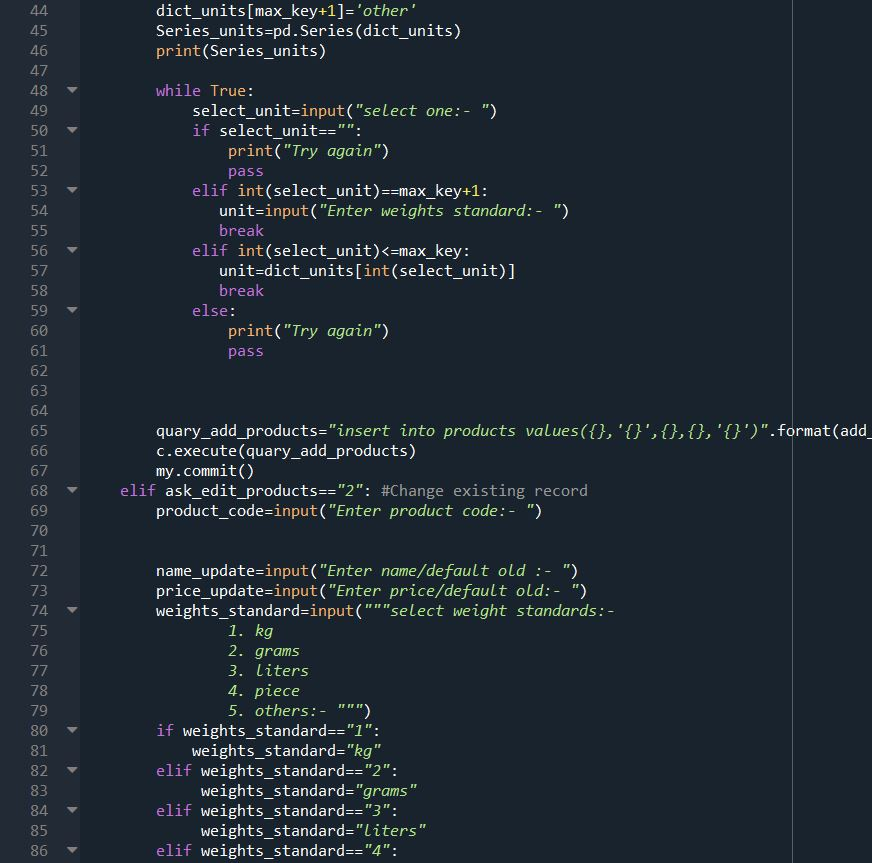 44 dict_units[max_key+1]='other'
45 Series_units=pd.Series(dict_units)
46 print(Series_units)
47
48 while True:
49 select_unit=input("select one:- ")
50 if select_unit=="":
51 print("Try again")
52 pass
53 elif int(select_unit)==max_key+1:
54 unit=input("Enter weights standard:- ")
55 break
56 elif int(select_unit)<=max_key:
57 unit=dict_units[int(select_unit)]
58 break
59 else:
60 print("Try again")
61 pass
62
63
64
65 quary_add_products="insert into products values({},'{}',{},{},'{}')".format(add_
66 c.execute(quary_add_products)
67 my.commit()
68 elif ask_edit_products=="2": #Change existing record
69 product_code=input("Enter product code:- ")
70
71
72 name_update=input("Enter name/default old :- ")
73 price_update=input("Enter price/default old:- ")
74 weights_standard=input("""select weight standards:-
75 1. kg
76 2. grams
77 3. liters
78 4. piece
79 5. others:- """)
80 if weights_standard=="1":
81 weights_standard="kg"
82 elif weights_standard=="2":
83 weights_standard="grams"
84 elif weights_standard=="3":
85 weights_standard="liters"
86 elif weights_standard=="4":